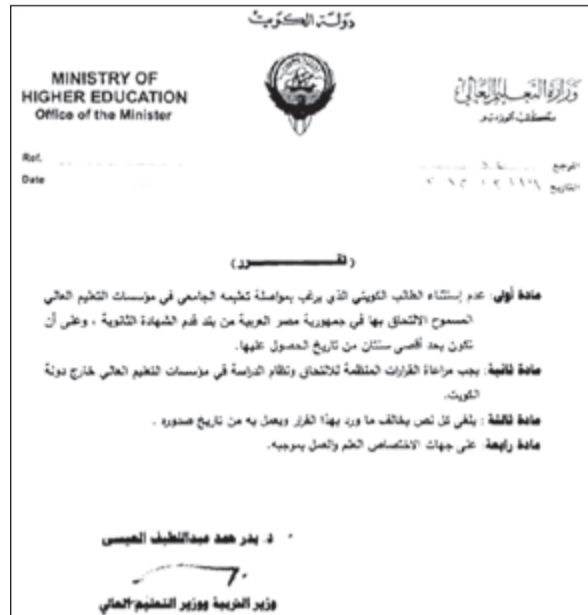 دولة الكويت
MINISTRY OF
HIGHER EDUCATION
Office of the Minister
وزارة التعليم العالي
مكتب الوزير
Ref.
المرجع
Date
التاريخ
(تقـــــــرر)
مادة أولى: عدم إستثناء الطالب الكويتي الذي يرغب بمواصلة تعليمه الجامعي في مؤسسات التعليم العالي
المسموح الالتحاق بها في جمهورية مصر العربية من بند قدم الشهادة الثانوية ، وعلى أن
تكون بحد أقصى سنتان من تاريخ الحصول عليها.
مادة ثانية: يجب مراعاة القرارات المنظمة للالتحاق ونظام الدراسة في مؤسسات التعليم العالي خارج دولة
الكويت.
مادة ثالثة : يلغى كل نص يخالف ما ورد بهذا القرار ويعمل به من تاريخ صدوره .
مادة رابعة: على جهات الاختصاص العلم والعمل بموجبه.
د. بدر حمد عبداللطيف العيسى
وزير التربية ووزير التعليم العالي